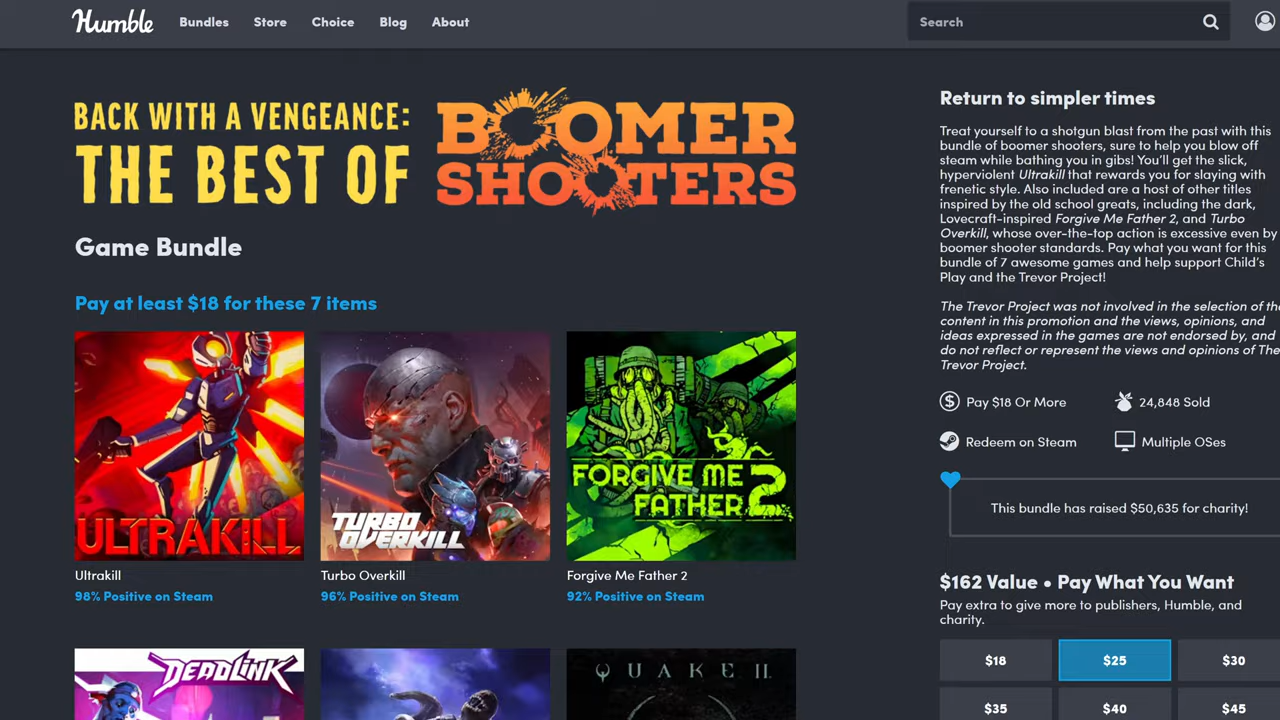 Humble
Bundles
Store
Choice
Blog
About
Search
BACK WITH A VENGEANCE:
THE BEST OF
BOOMER
SHOOTERS
Game Bundle
Pay at least $18 for these 7 items
ULTRAKILL
TURBO
OVERKILL
FORGIVE ME
FATHER 2
Ultrakill
98% Positive on Steam
Turbo Overkill
96% Positive on Steam
Forgive Me Father 2
92% Positive on Steam
DEADLINK
QUAKE II
Return to simpler times
Treat yourself to a shotgun blast from the past with this
bundle of boomer shooters, sure to help you blow off
steam while bathing you in gibs! You’ll get the slick,
hyperviolent Ultrakill that rewards you for slaying with
frenetic style. Also included are a host of other titles
inspired by the old school greats, including the dark,
Lovecraft-inspired Forgive Me Father 2, and Turbo
Overkill, whose over-the-top action is excessive even by
boomer shooter standards. Pay what you want for this
bundle of 7 awesome games and help support Child’s
Play and the Trevor Project!
The Trevor Project was not involved in the selection of the
content in this promotion and the views, opinions, and
ideas expressed in the games are not endorsed by, and
do not reflect or represent the views and opinions of The
Trevor Project.
Pay $18 Or More
24,848 Sold
Redeem on Steam
Multiple OSes
This bundle has raised $50,635 for charity!
$162 Value • Pay What You Want
Pay extra to give more to publishers, Humble, and
charity.
$18
$25
$30
$35
$40
$45